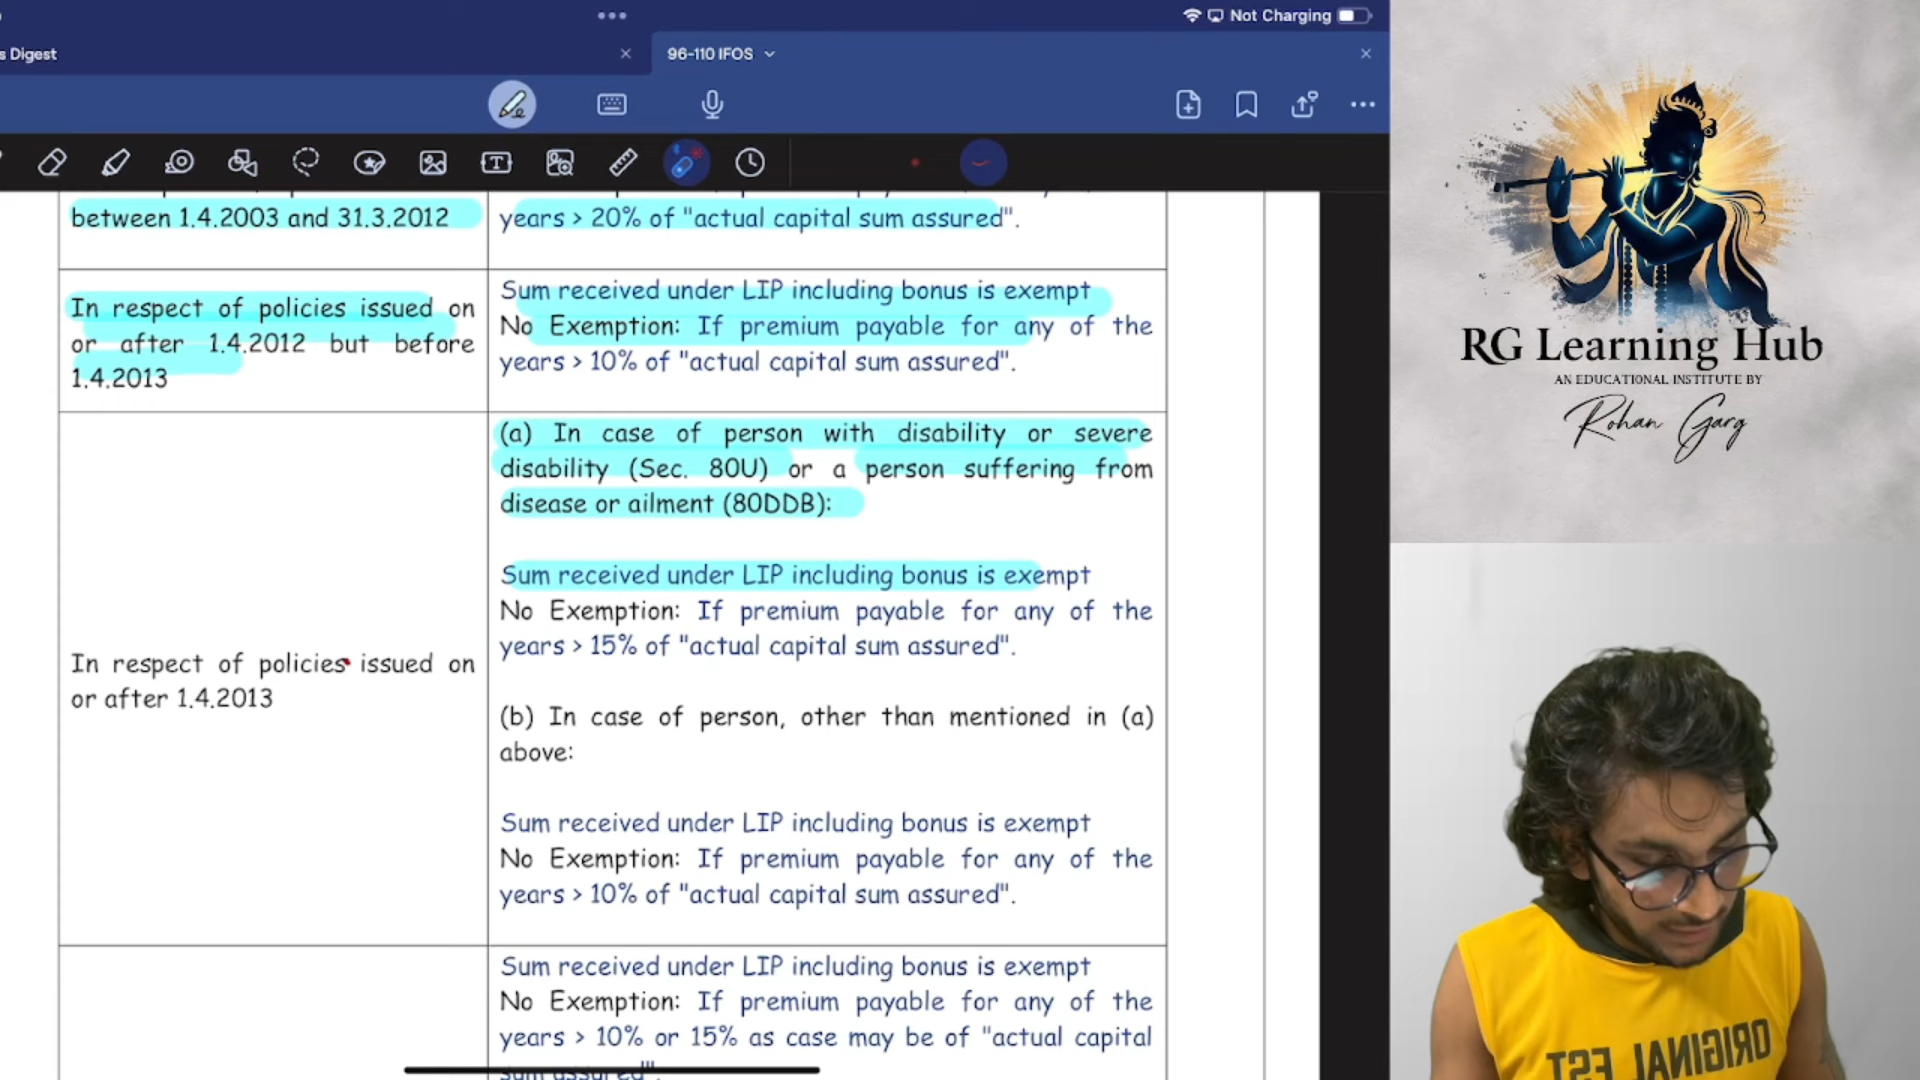 Not Charging
s Digest
96-110 IFOS
between 1.4.2003 and 31.3.2012
years > 20% of "actual capital sum assured".
In respect of policies issued on
or after 1.4.2012 but before
1.4.2013
Sum received under LIP including bonus is exempt
No Exemption: If premium payable for any of the
years > 10% of "actual capital sum assured".
In respect of policies issued on
or after 1.4.2013
(a) In case of person with disability or severe
disability (Sec. 80U) or a person suffering from
disease or ailment (80DDB):
Sum received under LIP including bonus is exempt
No Exemption: If premium payable for any of the
years > 15% of "actual capital sum assured".
(b) In case of person, other than mentioned in (a)
above:
Sum received under LIP including bonus is exempt
No Exemption: If premium payable for any of the
years > 10% of "actual capital sum assured".
Sum received under LIP including bonus is exempt
No Exemption: If premium payable for any of the
years > 10% or 15% as case may be of "actual capital
sum assured".
RG Learning Hub
AN EDUCATIONAL INSTITUTE BY
Rohan Garg
ORIGINAL EST